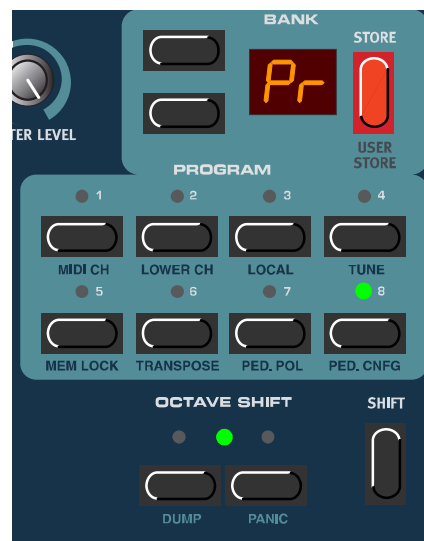 BANK
Pr
STORE
TER LEVEL
USER
STORE
PROGRAM
1 2 3 4
MIDI CH LOWER CH LOCAL TUNE
5 6 7 8
MEM LOCK TRANSPOSE PED. POL PED. CNFG
OCTAVE SHIFT SHIFT
DUMP PANIC